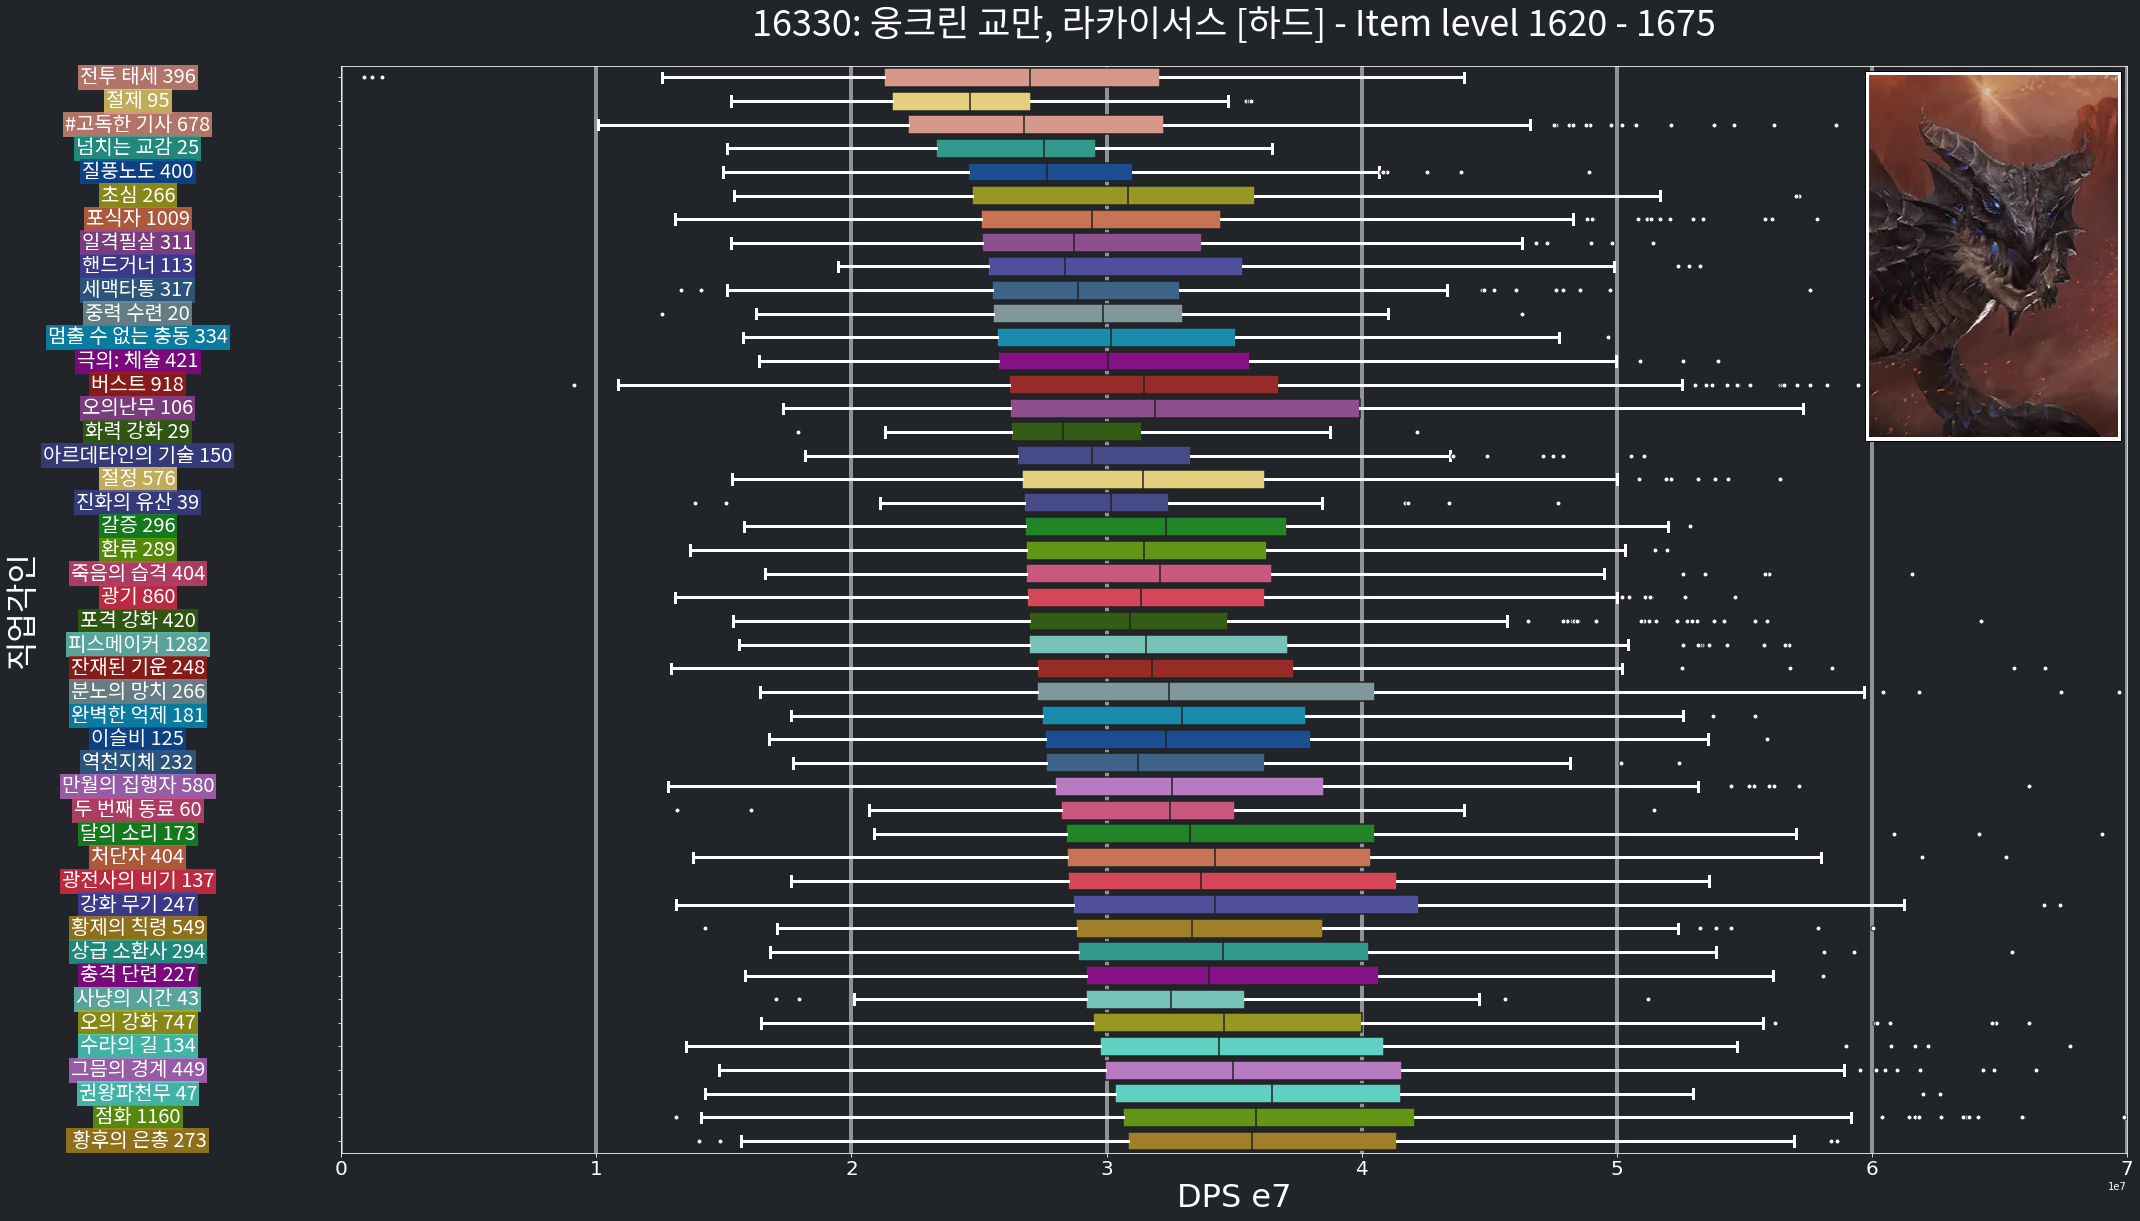 16330: 웅크린 교만, 라카이서스 [하드] - Item level 1620 - 1675
직업각인
전투 태세 396
절제 95
#고독한 기사 678
넘치는 교감 25
질풍노도 400
초심 266
포식자 1009
일격필살 311
핸드거너 113
세맥타통 317
중력 수련 20
멈출 수 없는 충동 334
극의: 체술 421
버스트 918
오의난무 106
화력 강화 29
아르데타인의 기술 150
절정 576
진화의 유산 39
갈증 296
환류 289
죽음의 습격 404
광기 860
포격 강화 420
피스메이커 1282
잔재된 기운 248
분노의 망치 266
완벽한 억제 181
이슬비 125
역천지체 232
만월의 집행자 580
두 번째 동료 60
달의 소리 173
처단자 404
광전사의 비기 137
강화 무기 247
황제의 칙령 549
상급 소환사 294
충격 단련 227
사냥의 시간 43
오의 강화 747
수라의 길 134
그믐의 경계 449
권왕파천무 47
점화 1160
황후의 은총 273
0 1 2 3 4 5 6 7
1e7
DPS e7